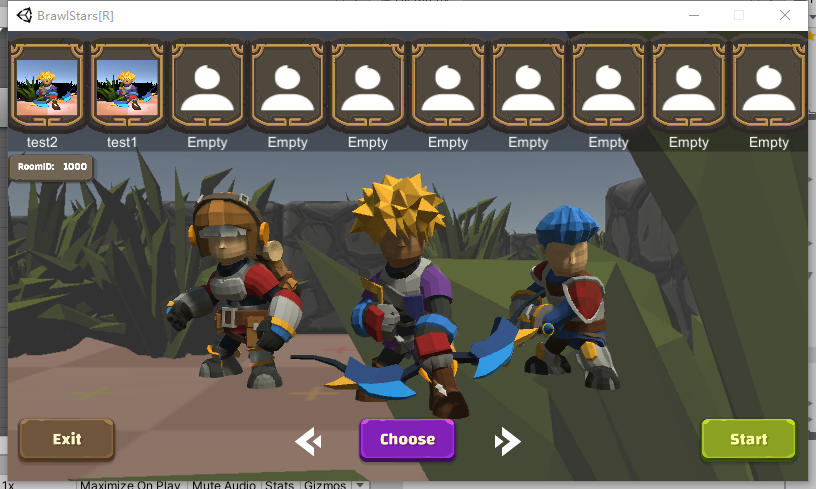 BrawlStars[R]
test2
test1
Empty
Empty
Empty
Empty
Empty
Empty
Empty
RoomID: 1000
Exit
Choose
Start
1x
Maximize On Play
Mute Audio
Stats
Gizmos